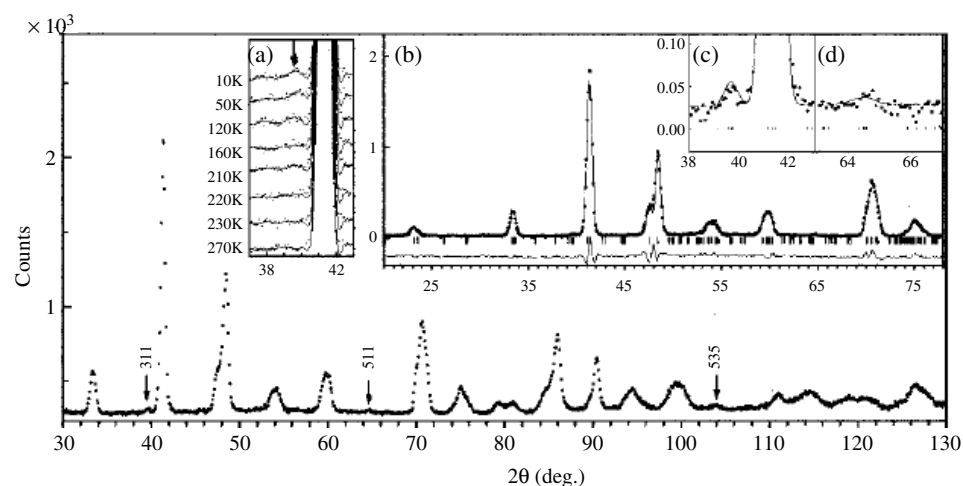 × 10³
(a)
(b)
(c)
(d)
10K
50K
120K
160K
210K
220K
230K
270K
38
42
2
1
0
25
35
45
55
65
75
0.10
0.05
0.00
38
40
42
64
66
Counts
2
1
311
511
535
30
40
50
60
70
80
90
100
110
120
130
2θ (deg.)